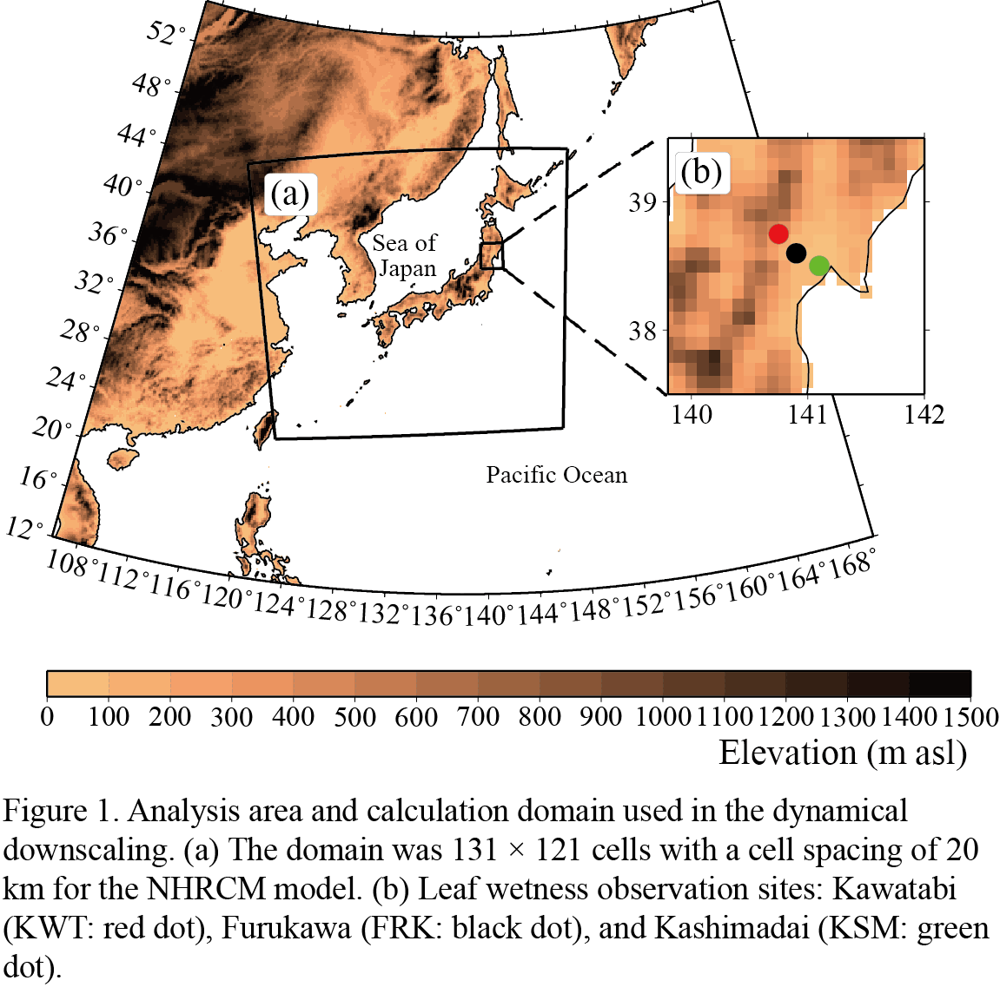 52°
48°
44°
40°
36°
32°
28°
24°
20°
16°
12°
(a)
Sea of
Japan
Pacific Ocean
(b)
39
38
140 141 142
108° 112° 116° 120° 124° 128° 132° 136° 140° 144° 148° 152° 156° 160° 164° 168°
0 100 200 300 400 500 600 700 800 900 1000 1100 1200 1300 1400 1500
Elevation (m asl)
Figure 1. Analysis area and calculation domain used in the dynamical
downscaling. (a) The domain was 131 × 121 cells with a cell spacing of 20
km for the NHRCM model. (b) Leaf wetness observation sites: Kawatabi
(KWT: red dot), Furukawa (FRK: black dot), and Kashimadai (KSM: green
dot).